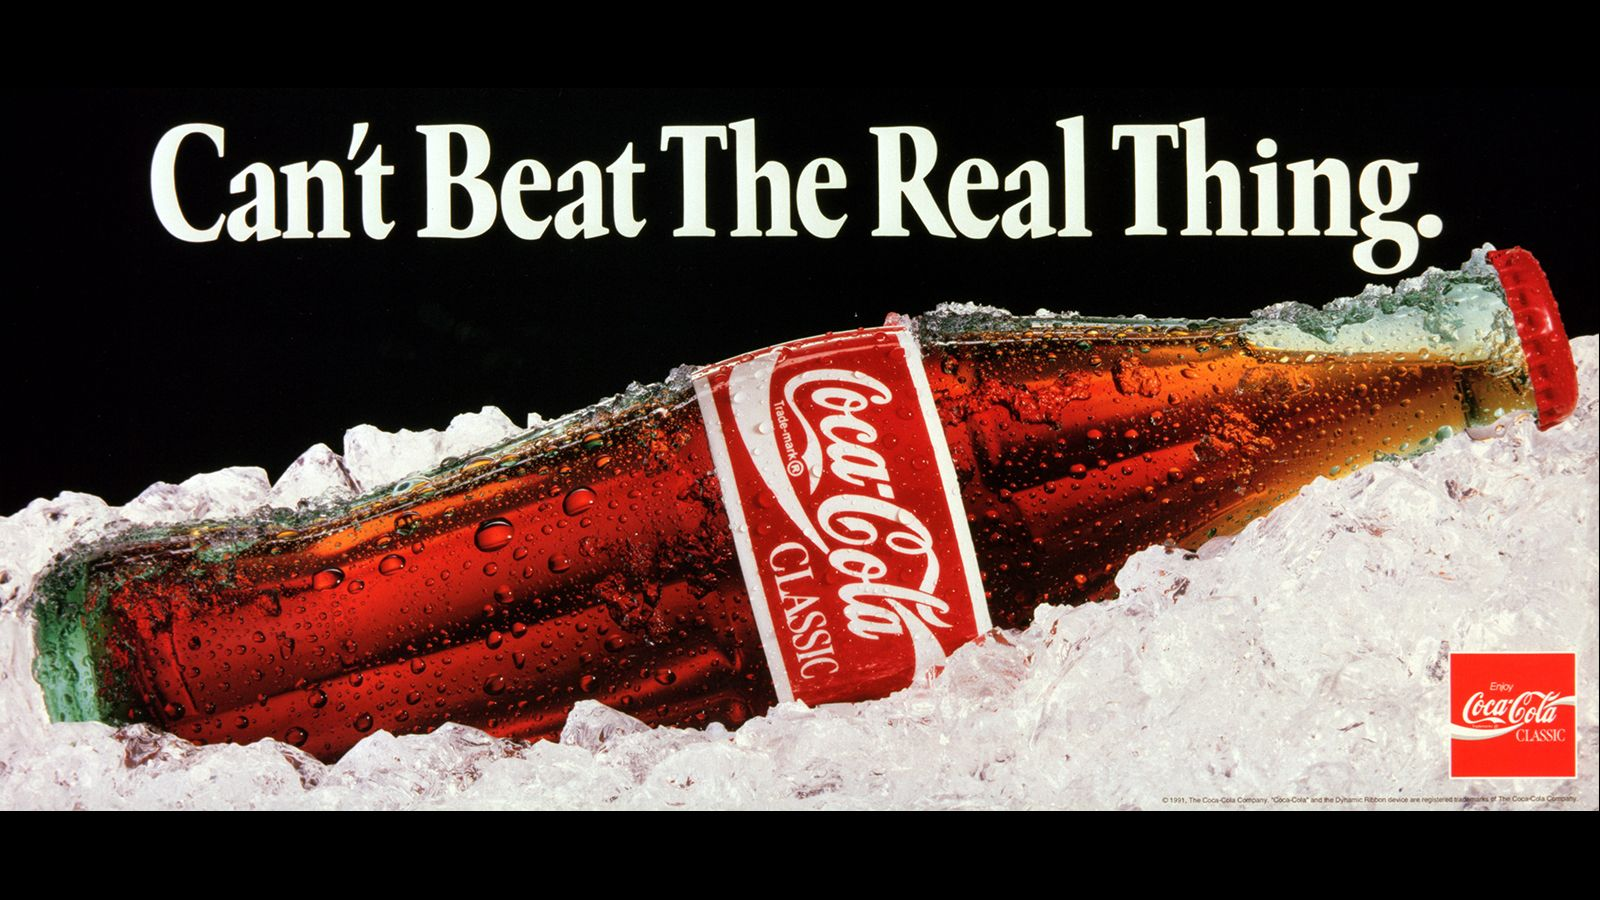 Can't Beat The Real Thing.
Coca-Cola
Trade-mark®
CLASSIC
Enjoy
Coca-Cola
CLASSIC
© 1991, The Coca-Cola Company. "Coca-Cola" and the Dynamic Ribbon device are registered trademarks of The Coca-Cola Company.